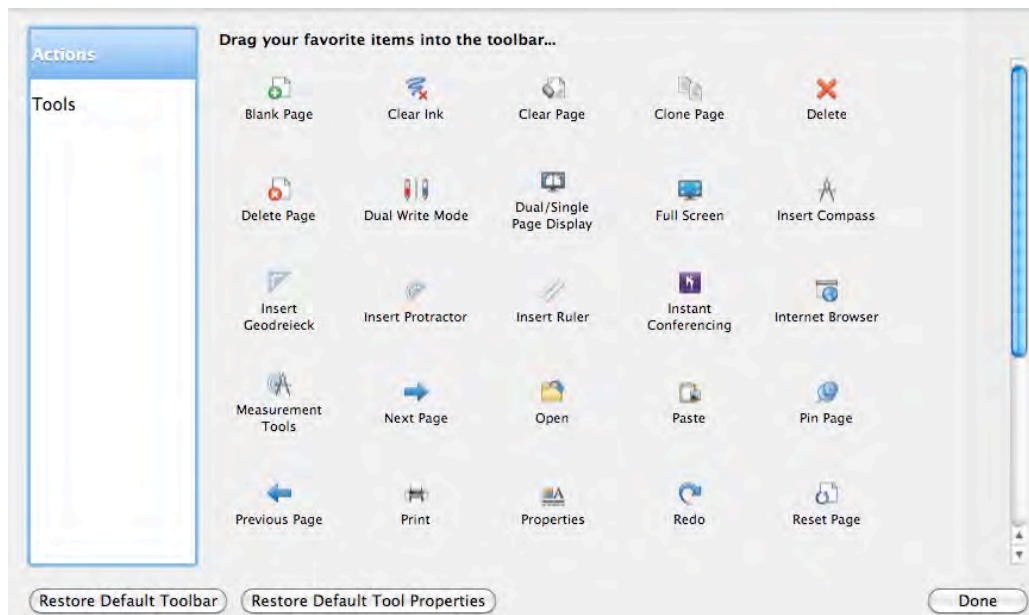 Actions
Tools
Drag your favorite items into the toolbar...
Blank Page
Clear Ink
Clear Page
Clone Page
Delete
Delete Page
Dual Write Mode
Dual/Single
Page Display
Full Screen
Insert Compass
Insert
Geodreieck
Insert Protractor
Insert Ruler
Instant
Conferencing
Internet Browser
Measurement
Tools
Next Page
Open
Paste
Pin Page
Previous Page
Print
Properties
Redo
Reset Page
Restore Default Toolbar
Restore Default Tool Properties
Done